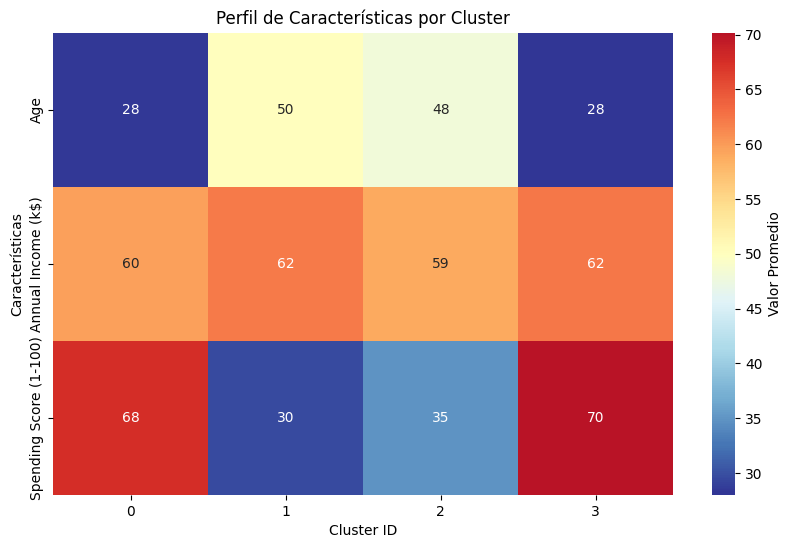 Perfil de Características por Cluster
Características
Age
Annual Income (k$)
Spending Score (1-100)
28 50 48 28
60 62 59 62
68 30 35 70
0 1 2 3
Cluster ID
70
65
60
55
50
45
40
35
30
Valor Promedio